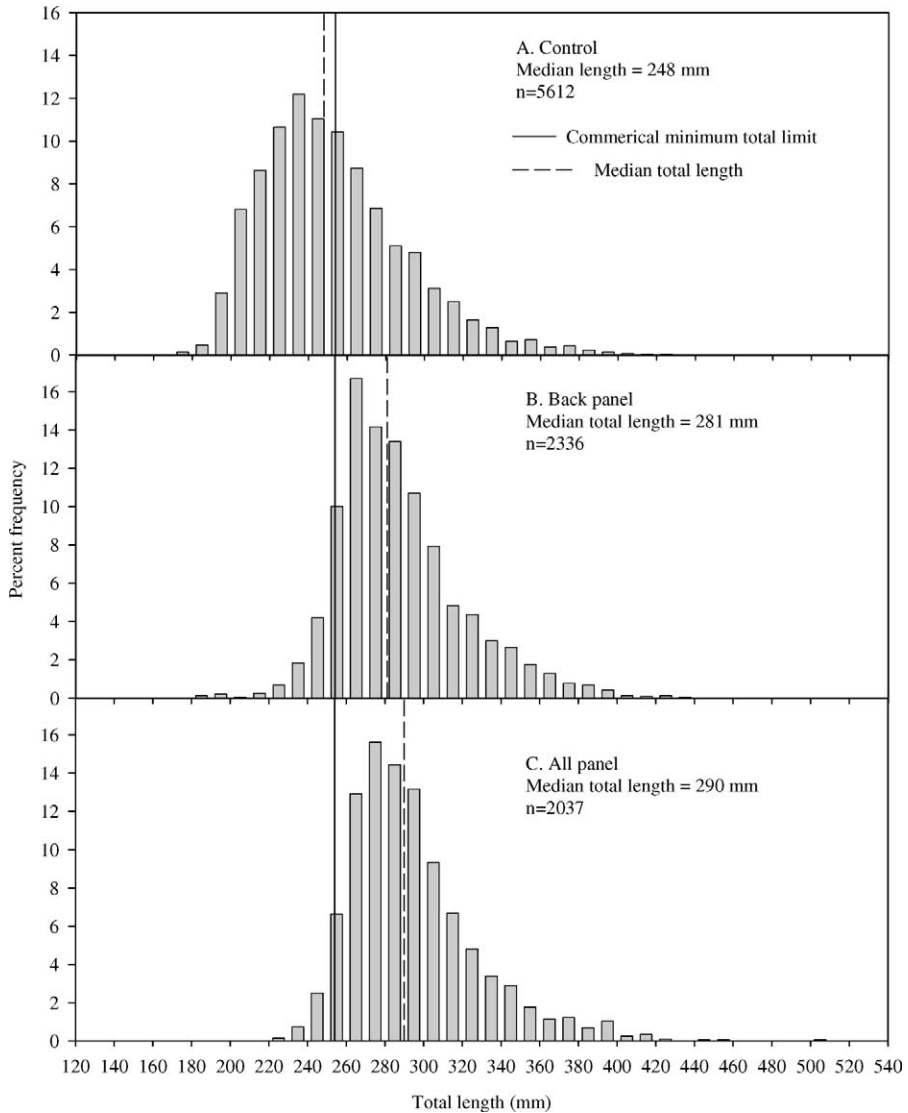 16
14
A. Control
Median length = 248 mm
n=5612
12
Commerical minimum total limit
10
Median total length
8
6
4
2
0
16
B. Back panel
Median total length = 281 mm
n=2336
14
12
10
8
6
4
2
0
Percent frequency
16
C. All panel
Median total length = 290 mm
n=2037
14
12
10
8
6
4
2
0
120 140 160 180 200 220 240 260 280 300 320 340 360 380 400 420 440 460 480 500 520 540
Total length (mm)